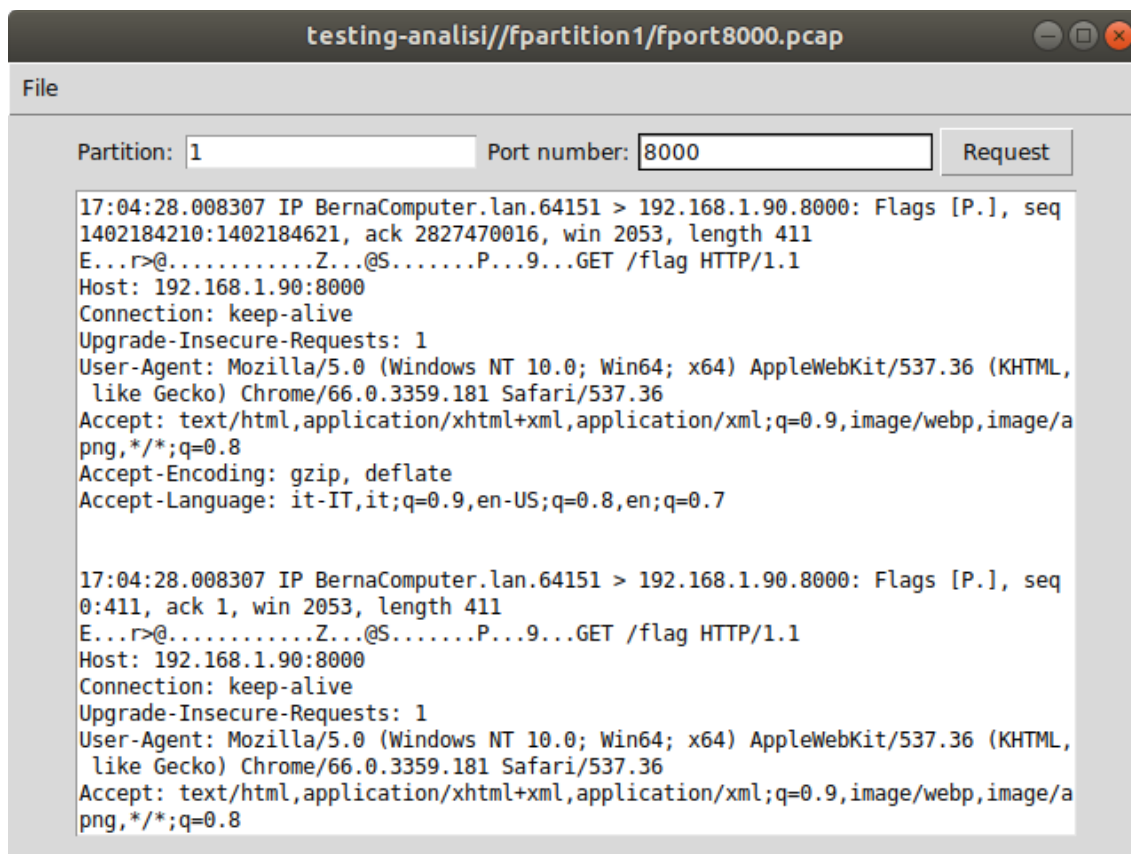 testing-analisi//fpartition1/fport8000.pcap
File
Partition: 1 Port number: 8000 Request
17:04:28.008307 IP BernaComputer.lan.64151 > 192.168.1.90.8000: Flags [P.], seq
1402184210:1402184621, ack 2827470016, win 2053, length 411
E...r>@............Z...@S.......P...9...GET /flag HTTP/1.1
Host: 192.168.1.90:8000
Connection: keep-alive
Upgrade-Insecure-Requests: 1
User-Agent: Mozilla/5.0 (Windows NT 10.0; Win64; x64) AppleWebKit/537.36 (KHTML,
 like Gecko) Chrome/66.0.3359.181 Safari/537.36
Accept: text/html,application/xhtml+xml,application/xml;q=0.9,image/webp,image/a
png,*/*;q=0.8
Accept-Encoding: gzip, deflate
Accept-Language: it-IT,it;q=0.9,en-US;q=0.8,en;q=0.7
17:04:28.008307 IP BernaComputer.lan.64151 > 192.168.1.90.8000: Flags [P.], seq
0:411, ack 1, win 2053, length 411
E...r>@............Z...@S.......P...9...GET /flag HTTP/1.1
Host: 192.168.1.90:8000
Connection: keep-alive
Upgrade-Insecure-Requests: 1
User-Agent: Mozilla/5.0 (Windows NT 10.0; Win64; x64) AppleWebKit/537.36 (KHTML,
 like Gecko) Chrome/66.0.3359.181 Safari/537.36
Accept: text/html,application/xhtml+xml,application/xml;q=0.9,image/webp,image/a
png,*/*;q=0.8